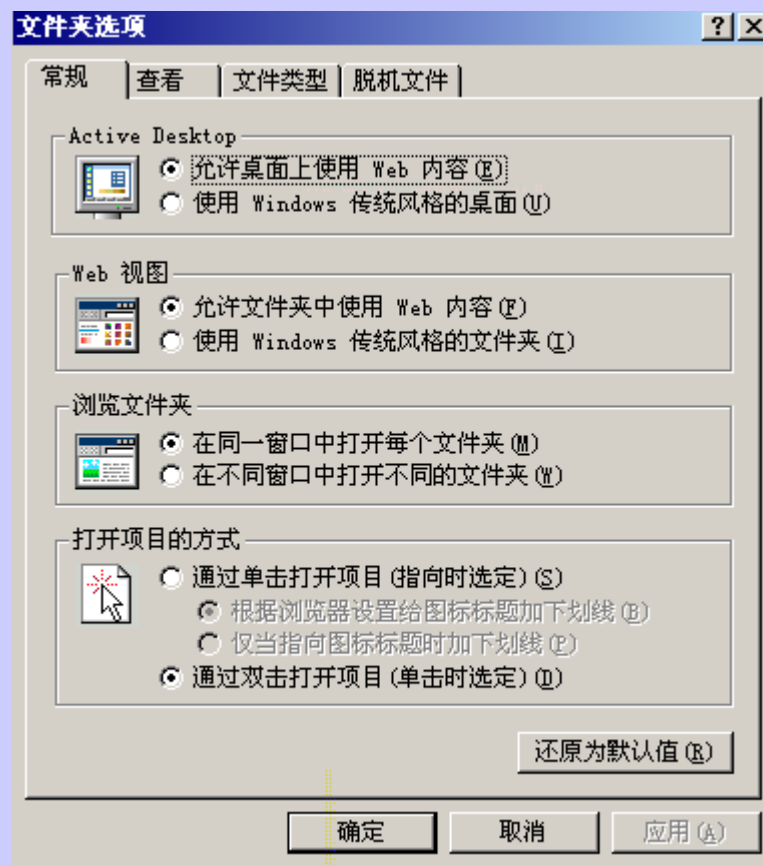 文件夹选项
常规 查看 文件类型 脱机文件
Active Desktop
允许桌面上使用 Web 内容(E)
使用 Windows 传统风格的桌面(U)
Web 视图
允许文件夹中使用 Web 内容(F)
使用 Windows 传统风格的文件夹(I)
浏览文件夹
在同一窗口中打开每个文件夹(M)
在不同窗口中打开不同的文件夹(W)
打开项目的方式
通过单击打开项目(指向时选定)(S)
根据浏览器设置给图标标题加下划线(B)
仅当指向图标标题时加下划线(P)
通过双击打开项目(单击时选定)(D)
还原为默认值(R)
确定 取消 应用(A)